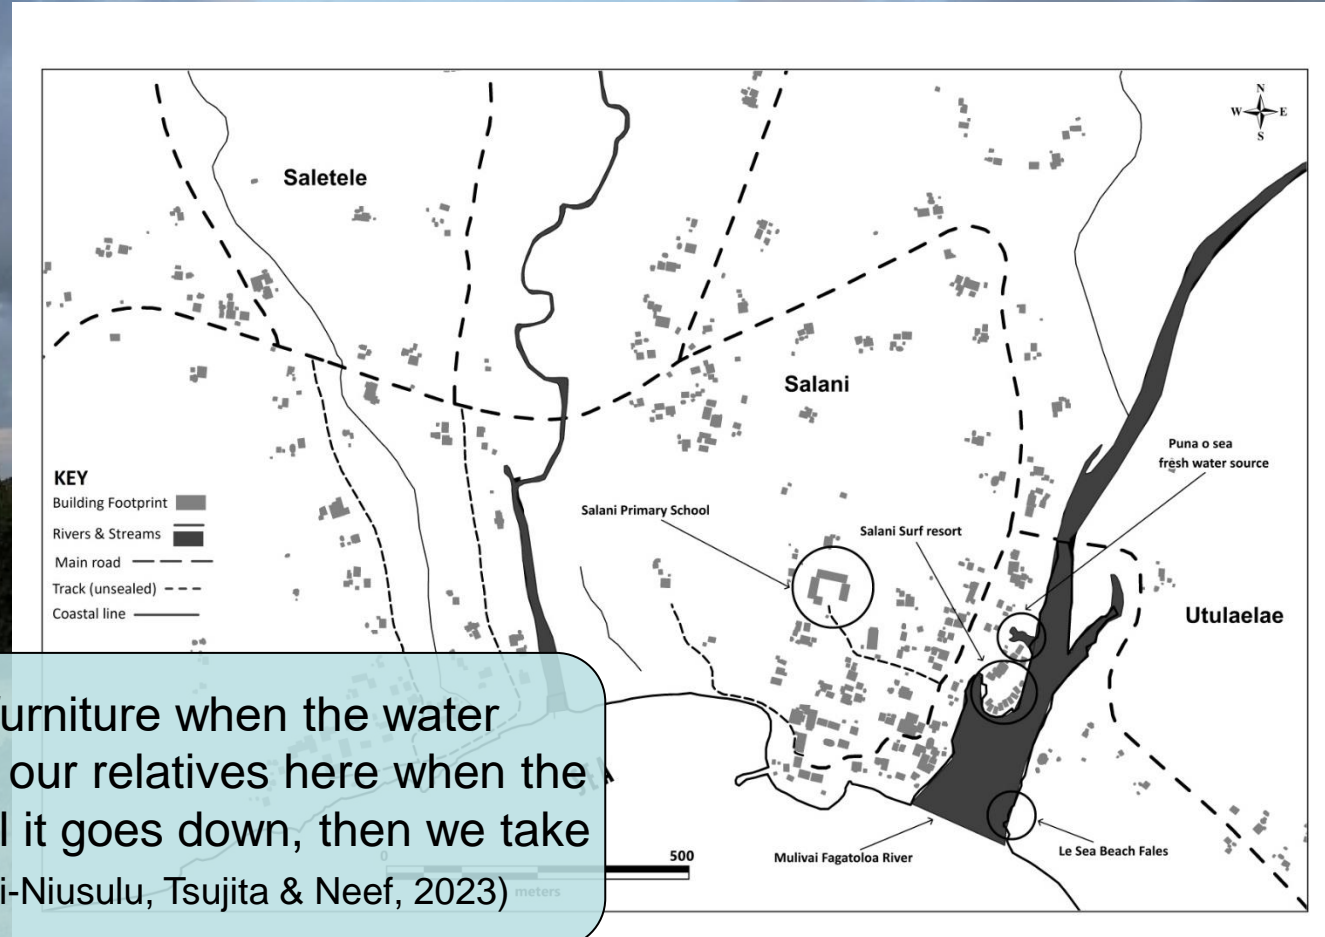 N
W E
S
Saletele
Salani
Puna o sea
fresh water source
KEY
Building Footprint
Rivers & Streams
Main road
Track (unsealed)
Coastal line
Salani Primary School
Salani Surf resort
Utulaelae
urniture when the water
our relatives here when the
l it goes down, then we take
i-Niusulu, Tsujita & Neef, 2023)
0
500
meters
Mulivai Fagatoloa River
Le Sea Beach Fales